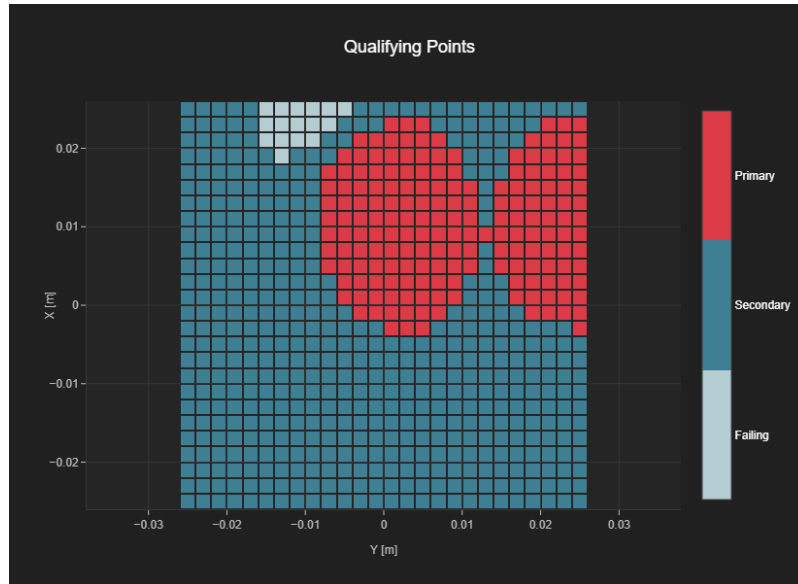 Qualifying Points
0.02
0.01
0
−0.01
−0.02
X [m]
−0.03
−0.02
−0.01
0
0.01
0.02
0.03
Y [m]
Primary
Secondary
Failing